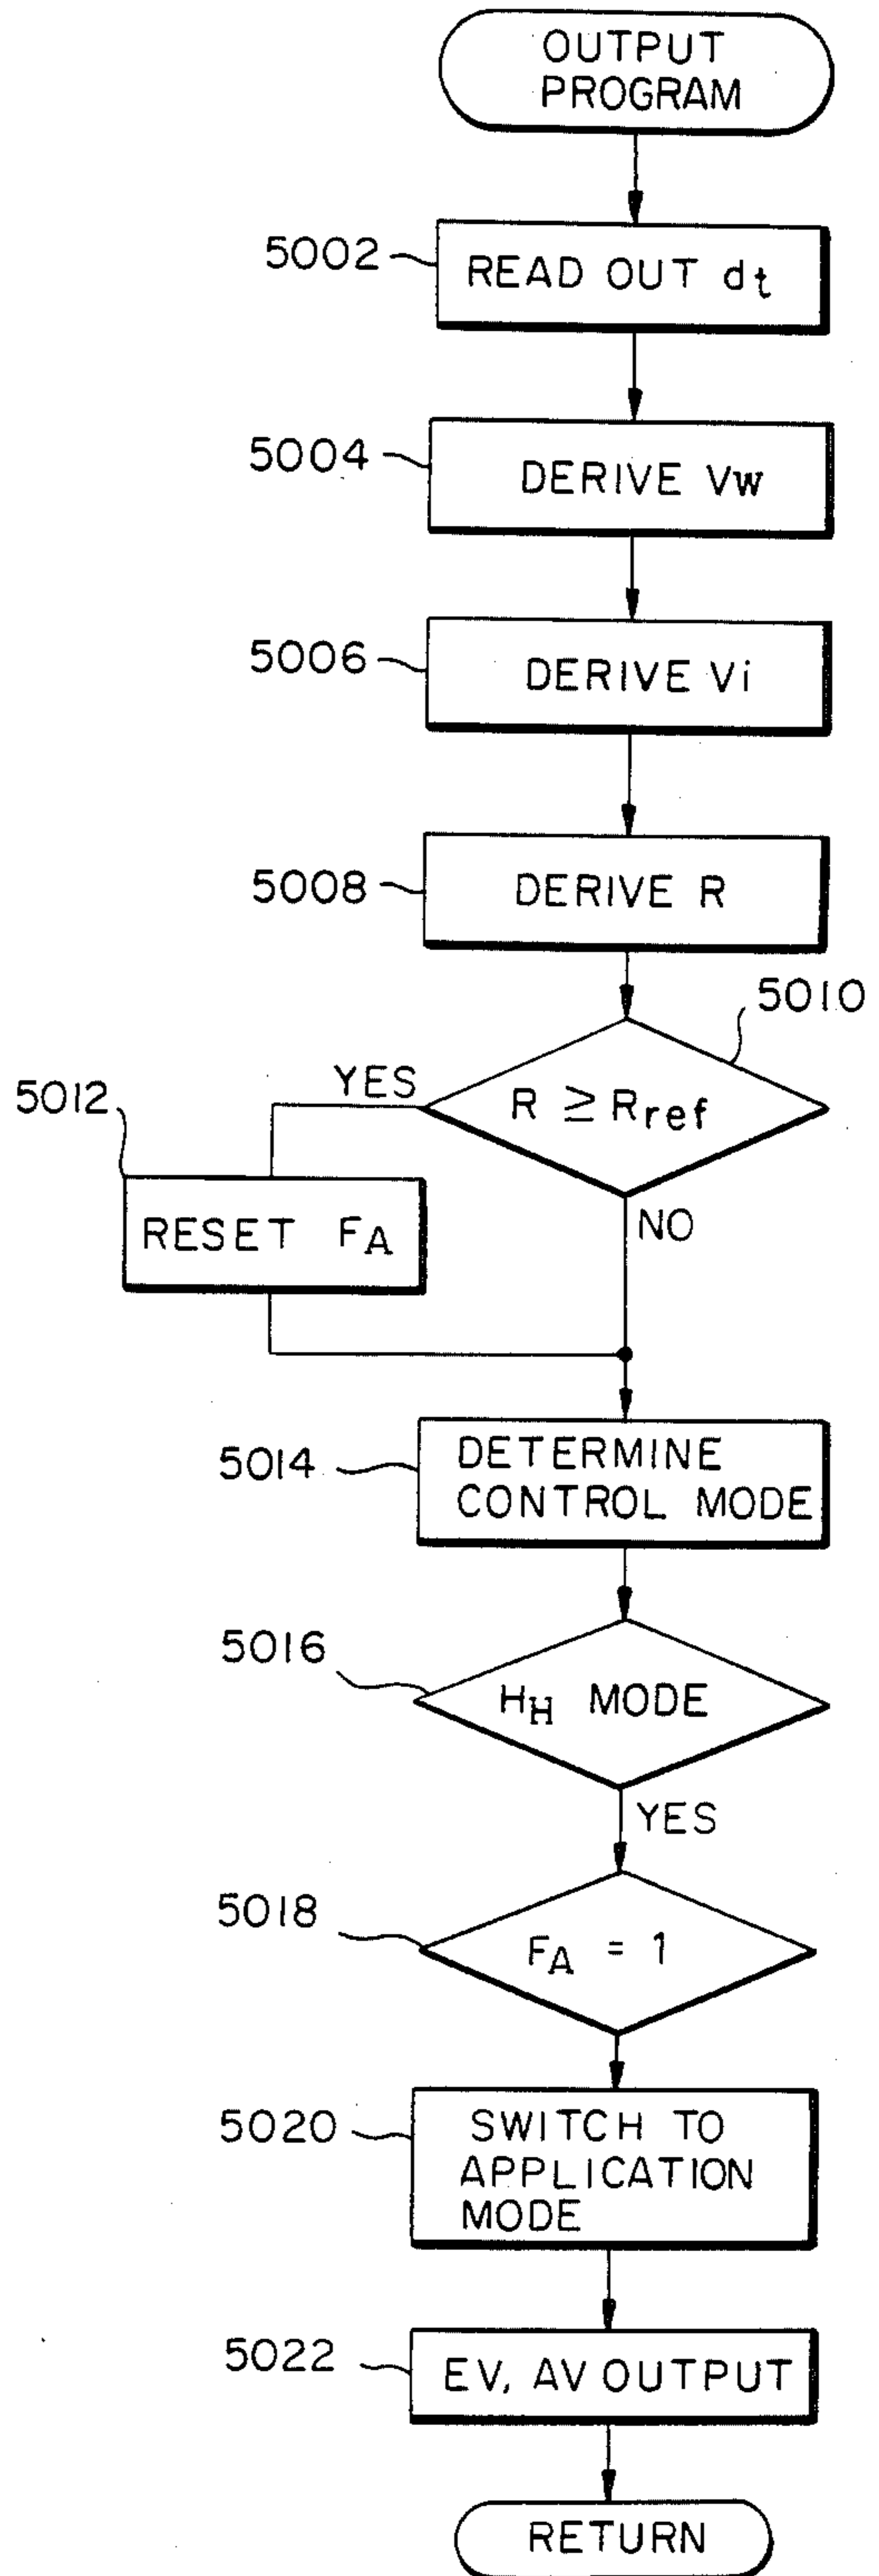 OUTPUT
PROGRAM
5002
READ OUT dt
5004
DERIVE Vw
5006
DERIVE Vi
5008
DERIVE R
5010
R ≥ Rref
YES
NO
5012
RESET FA
5014
DETERMINE
CONTROL MODE
5016
HH MODE
YES
5018
FA = 1
5020
SWITCH TO
APPLICATION
MODE
5022
EV, AV OUTPUT
RETURN